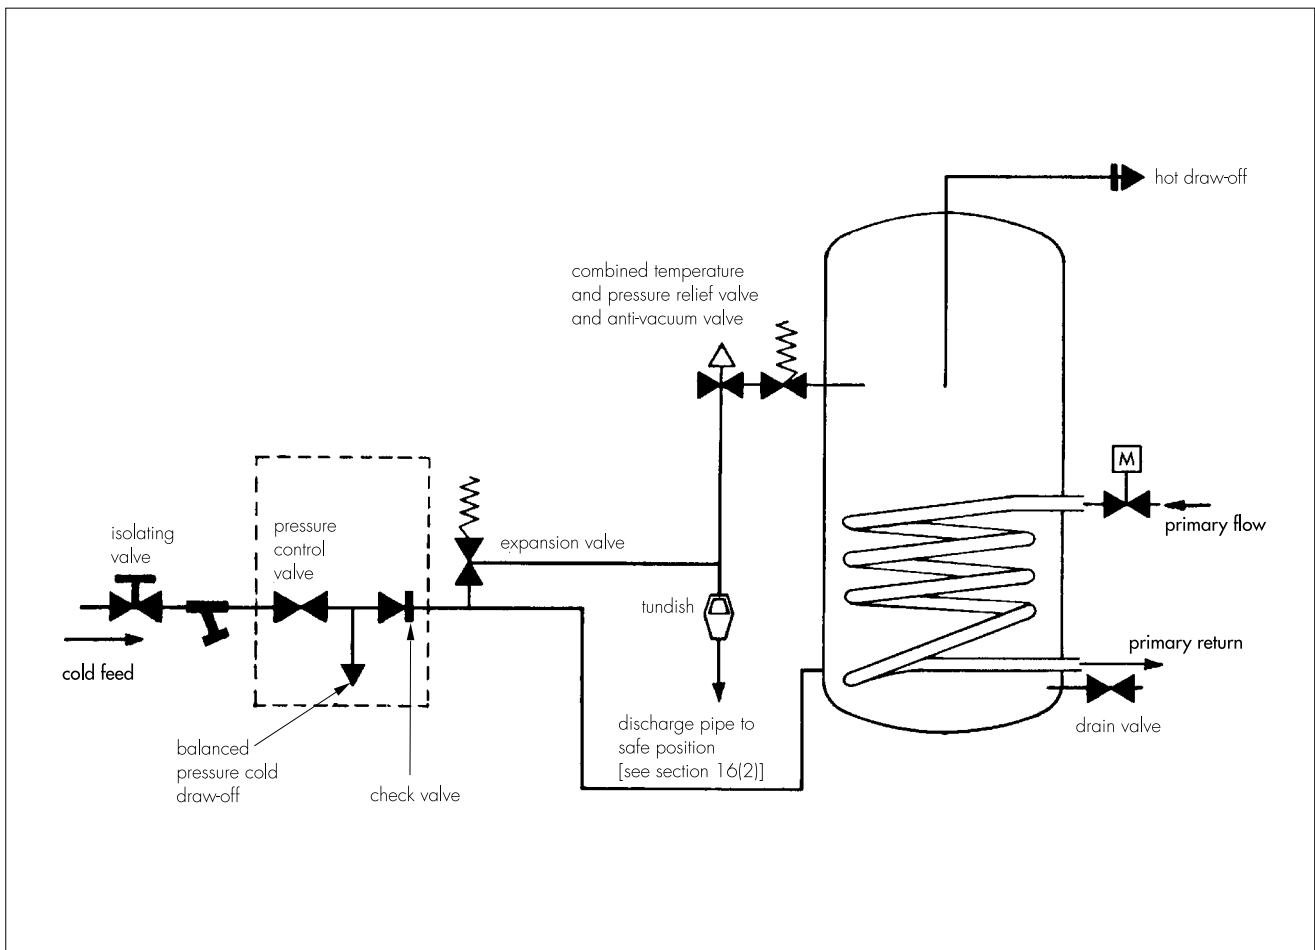 hot draw-off
combined temperature
and pressure relief valve
and anti-vacuum valve
M
primary flow
isolating
valve
pressure
control
valve
expansion valve
tundish
cold feed
primary return
drain valve
discharge pipe to
safe position
[see section 16(2)]
balanced
pressure cold
draw-off
check valve